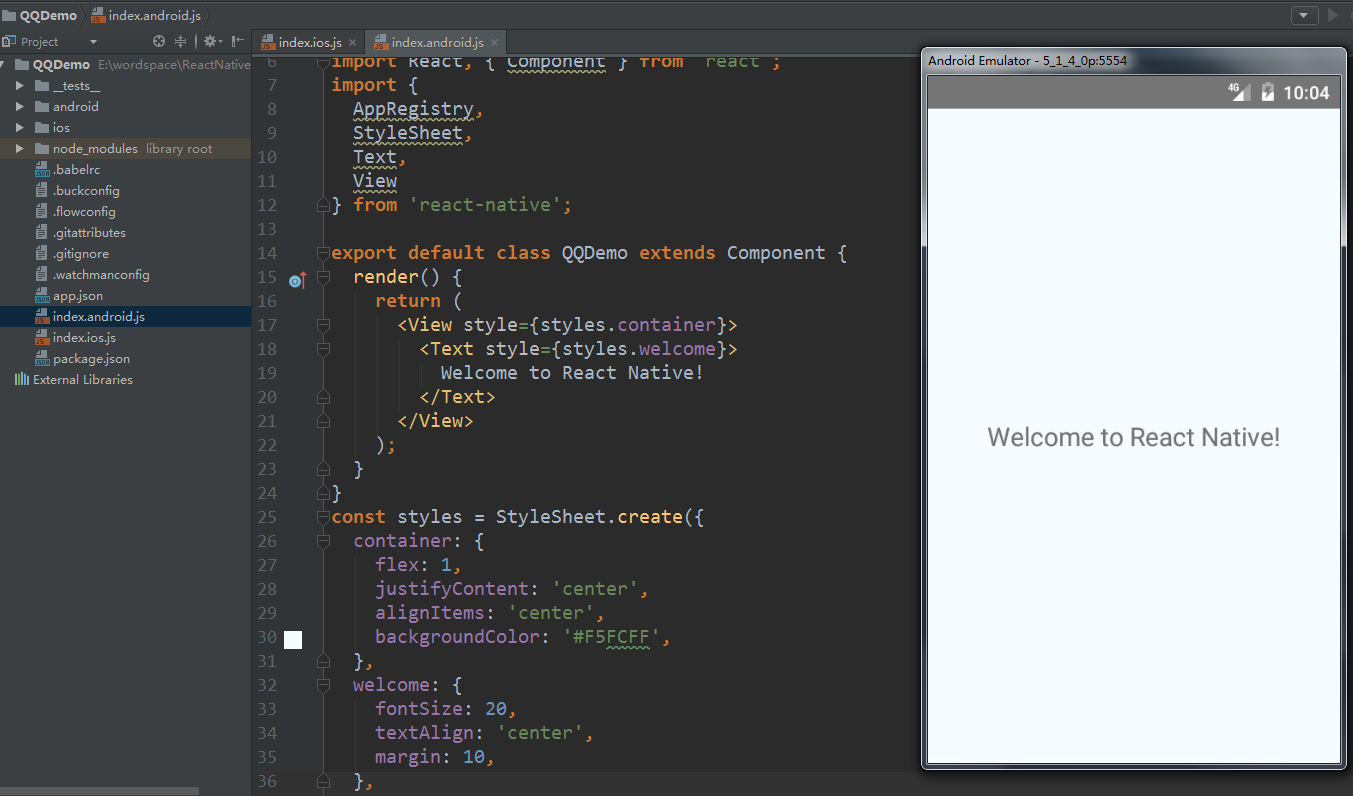 QQDemo index.android.js
Project
index.ios.js index.android.js
QQDemo E:\wordspace\ReactNative
__tests__
android
ios
node_modules library root
.babelrc
.buckconfig
.flowconfig
.gitattributes
.gitignore
.watchmanconfig
app.json
index.android.js
index.ios.js
package.json
External Libraries
6 import React, { Component } from 'react';
7 import {
8 AppRegistry,
9 StyleSheet,
10 Text,
11 View
12 } from 'react-native';
13
14 export default class QQDemo extends Component {
15 render() {
16 return (
17 <View style={styles.container}>
18 <Text style={styles.welcome}>
19 Welcome to React Native!
20 </Text>
21 </View>
22 );
23 }
24 }
25 const styles = StyleSheet.create({
26 container: {
27 flex: 1,
28 justifyContent: 'center',
29 alignItems: 'center',
30 backgroundColor: '#F5FCFF',
31 },
32 welcome: {
33 fontSize: 20,
34 textAlign: 'center',
35 margin: 10,
36 },
Android Emulator - 5_1_4_0p:5554
4G 10:04
Welcome to React Native!